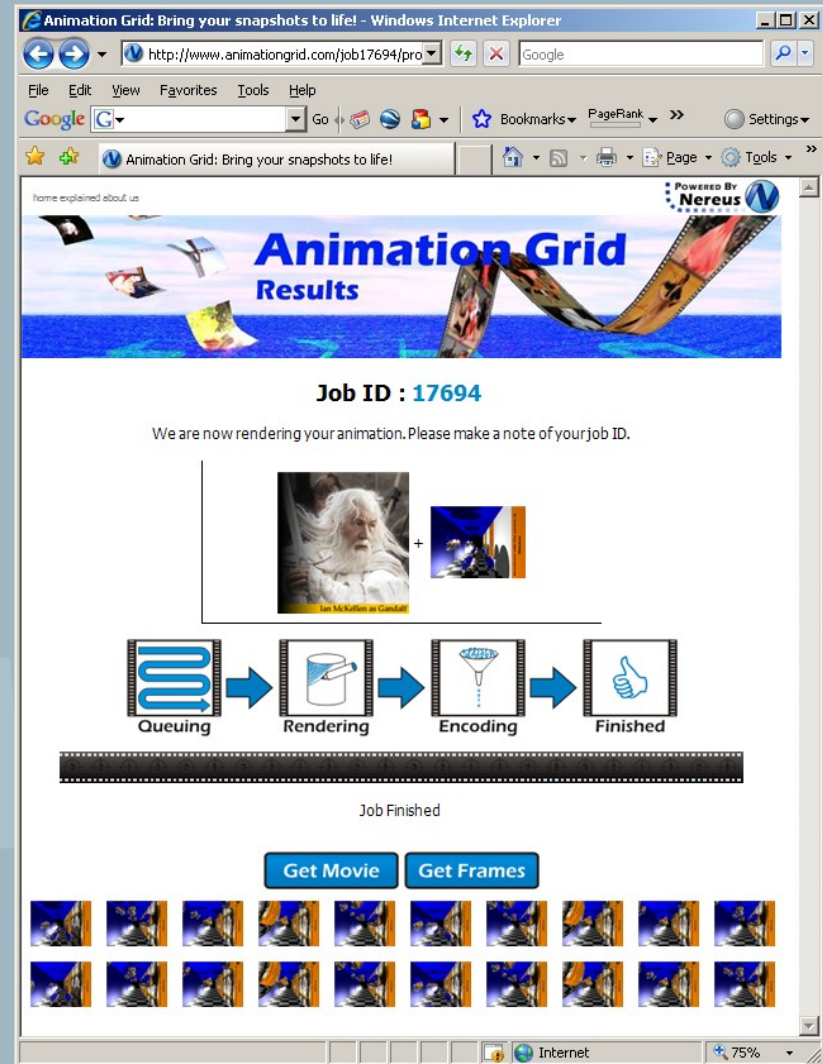 Animation Grid: Bring your snapshots to life! - Windows Internet Explorer
http://www.animationgrid.com/job17694/pro
Google
File Edit View Favorites Tools Help
Google G Go Bookmarks PageRank » Settings
Animation Grid: Bring your snapshots to life! Page Tools »
home explained about us
POWERED BY
Nereus
Animation Grid
Results
Job ID : 17694
We are now rendering your animation. Please make a note of your job ID.
+
Ian McKellen as Gandalf
Queuing Rendering Encoding Finished
Job Finished
Get Movie Get Frames
Internet 75%